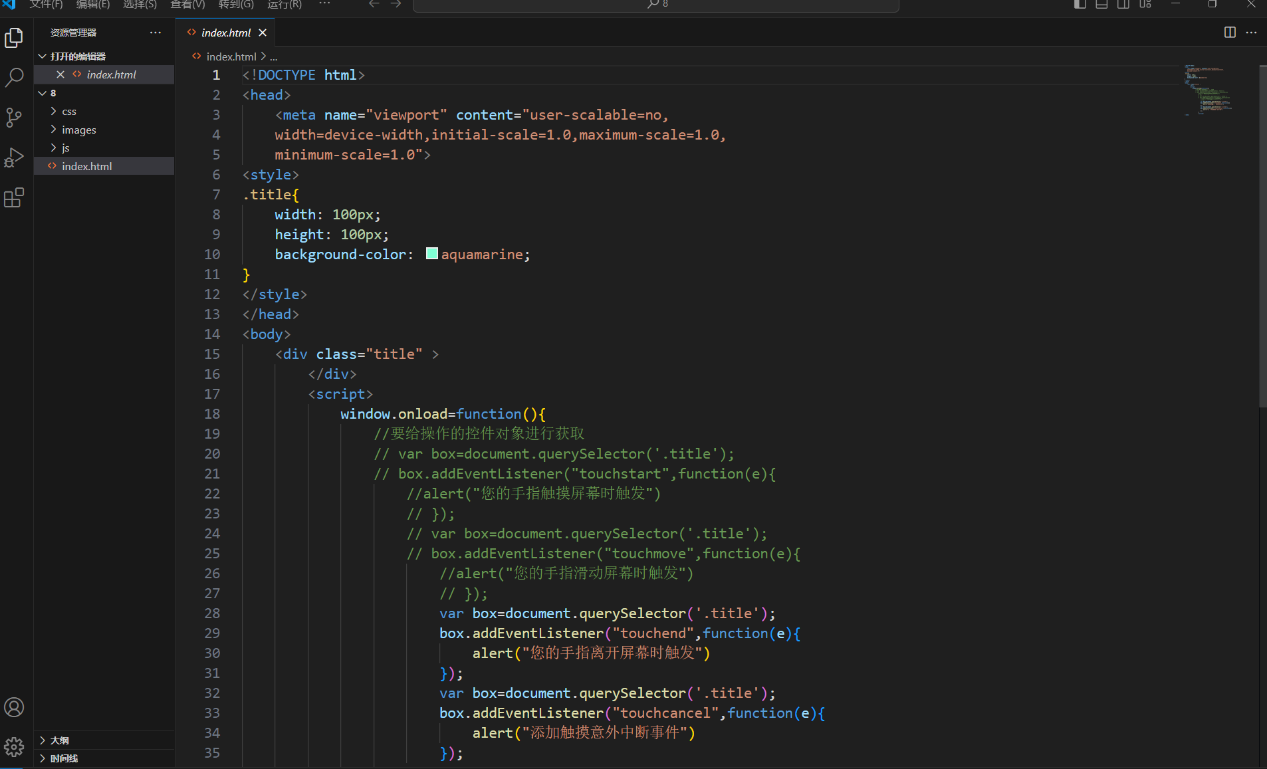 文件(F) 编辑(E) 选择(S) 查看(V) 转到(G) 运行(R) ··· 8
资源管理器 ···
index.html
打开的编辑器
index.html
index.html > ...
8
css
images
js
index.html
1 <!DOCTYPE html>
2 <head>
3 <meta name="viewport" content="user-scalable=no,
4 width=device-width,initial-scale=1.0,maximum-scale=1.0,
5 minimum-scale=1.0">
6 <style>
7 .title{
8 width: 100px;
9 height: 100px;
10 background-color: aquamarine;
11 }
12 </style>
13 </head>
14 <body>
15 <div class="title" >
16 </div>
17 <script>
18 window.onload=function(){
19 //要给操作的控件对象进行获取
20 // var box=document.querySelector('.title');
21 // box.addEventListener("touchstart",function(e){
22 //alert("您的手指触摸屏幕时触发")
23 // });
24 // var box=document.querySelector('.title');
25 // box.addEventListener("touchmove",function(e){
26 //alert("您的手指滑动屏幕时触发")
27 // });
28 var box=document.querySelector('.title');
29 box.addEventListener("touchend",function(e){
30 alert("您的手指离开屏幕时触发")
31 });
32 var box=document.querySelector('.title');
33 box.addEventListener("touchcancel",function(e){
34 alert("添加触摸意外中断事件")
35 });
大纲
时间线